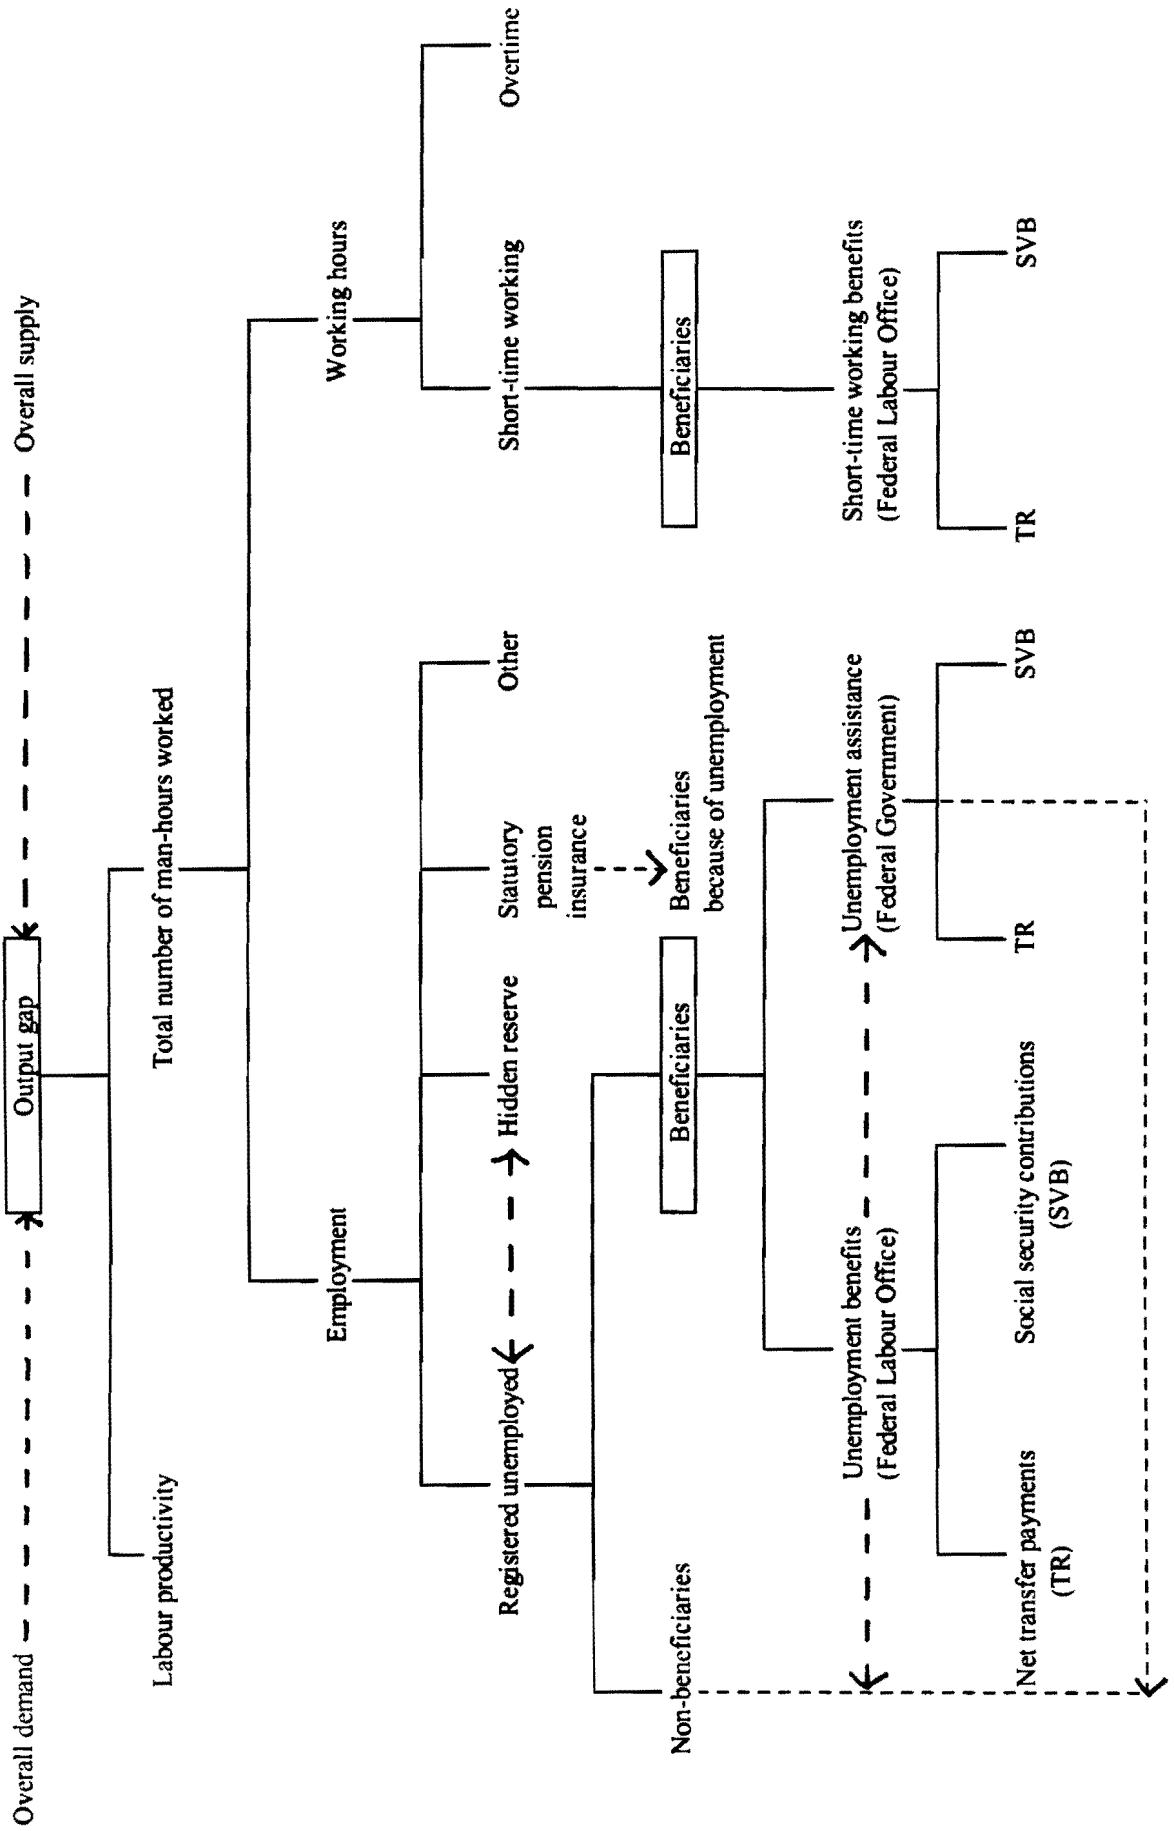 Overall demand
Output gap
Overall supply
Labour productivity
Total number of man-hours worked
Employment
Working hours
Registered unemployed
Hidden reserve
Statutory
pension
insurance
Other
Short-time working
Overtime
Non-beneficiaries
Beneficiaries
Beneficiaries
because of unemployment
Beneficiaries
Unemployment benefits
(Federal Labour Office)
Unemployment assistance
(Federal Government)
Short-time working benefits
(Federal Labour Office)
Net transfer payments
(TR)
Social security contributions
(SVB)
TR
SVB
TR
SVB